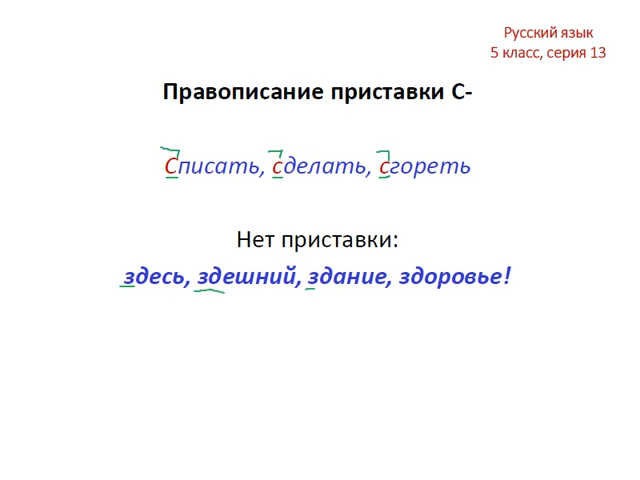 Русский язык
5 класс, серия 13
Правописание приставки С-
Списать, сделать, сгореть
Нет приставки:
здесь, здешний, здание, здоровье!